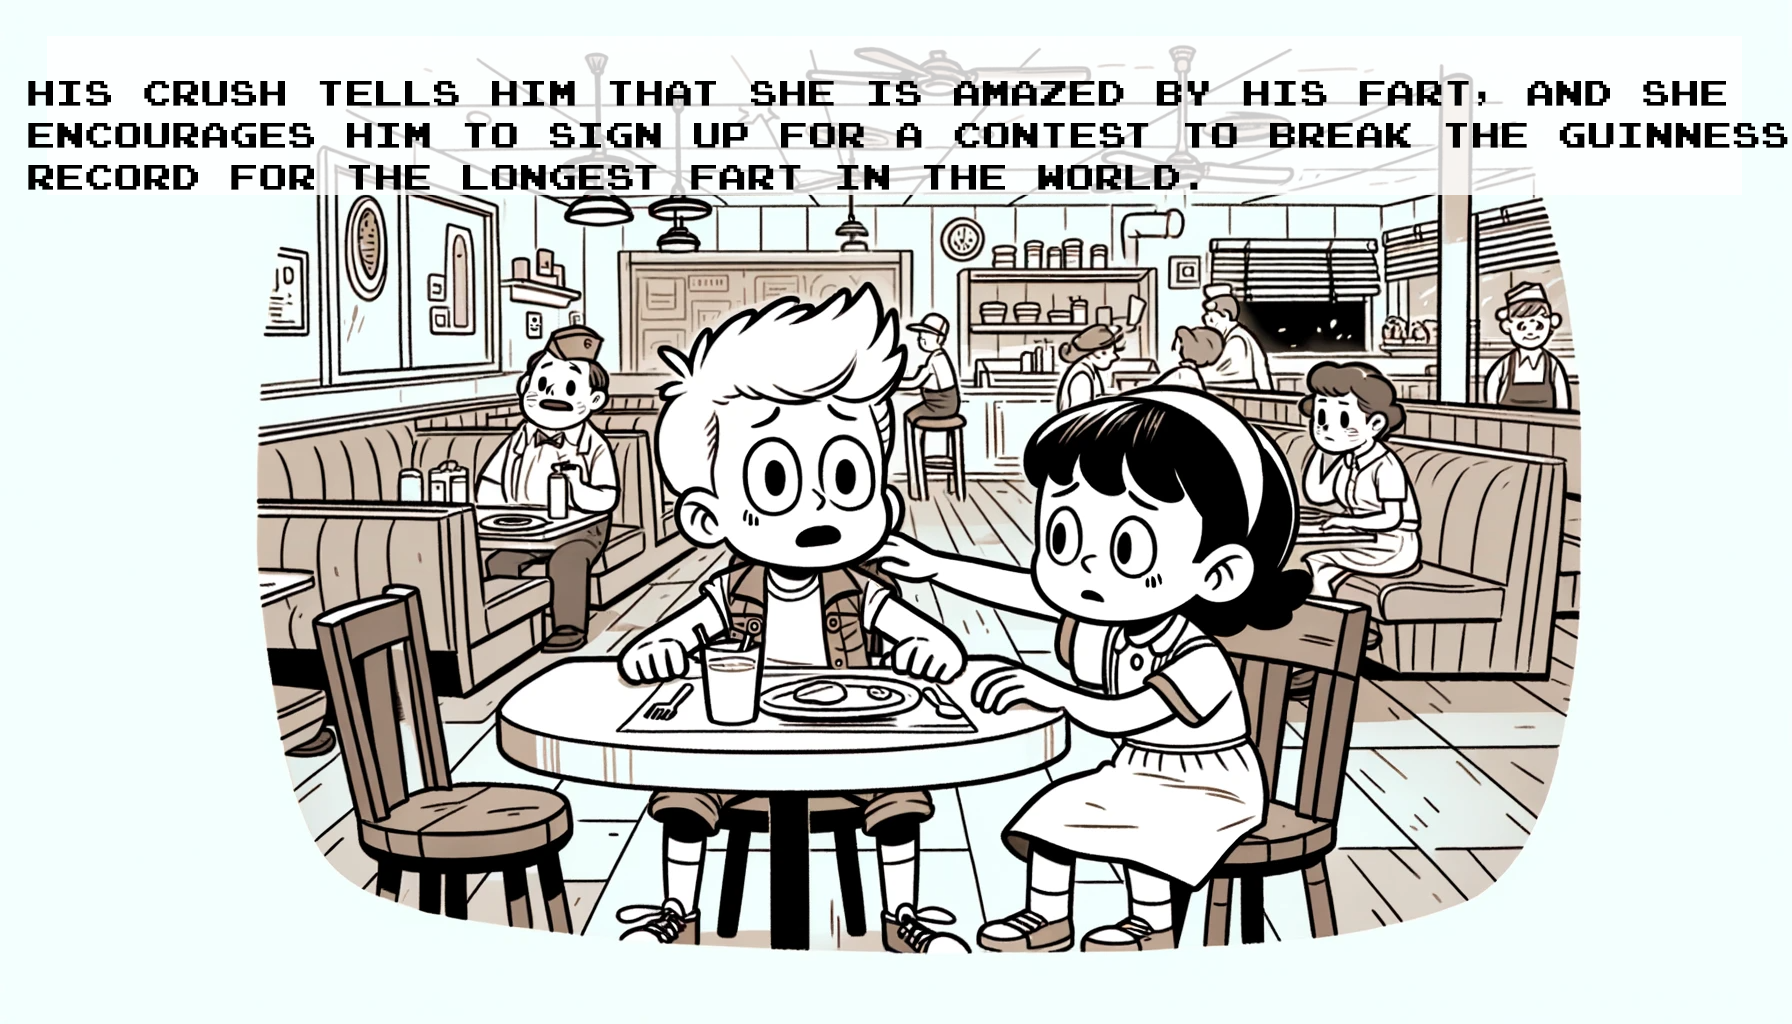 HIS CRUSH TELLS HIM THAT SHE IS AMAZED BY HIS FART, AND SHE
ENCOURAGES HIM TO SIGN UP FOR A CONTEST TO BREAK THE GUINNESS
RECORD FOR THE LONGEST FART IN THE WORLD.